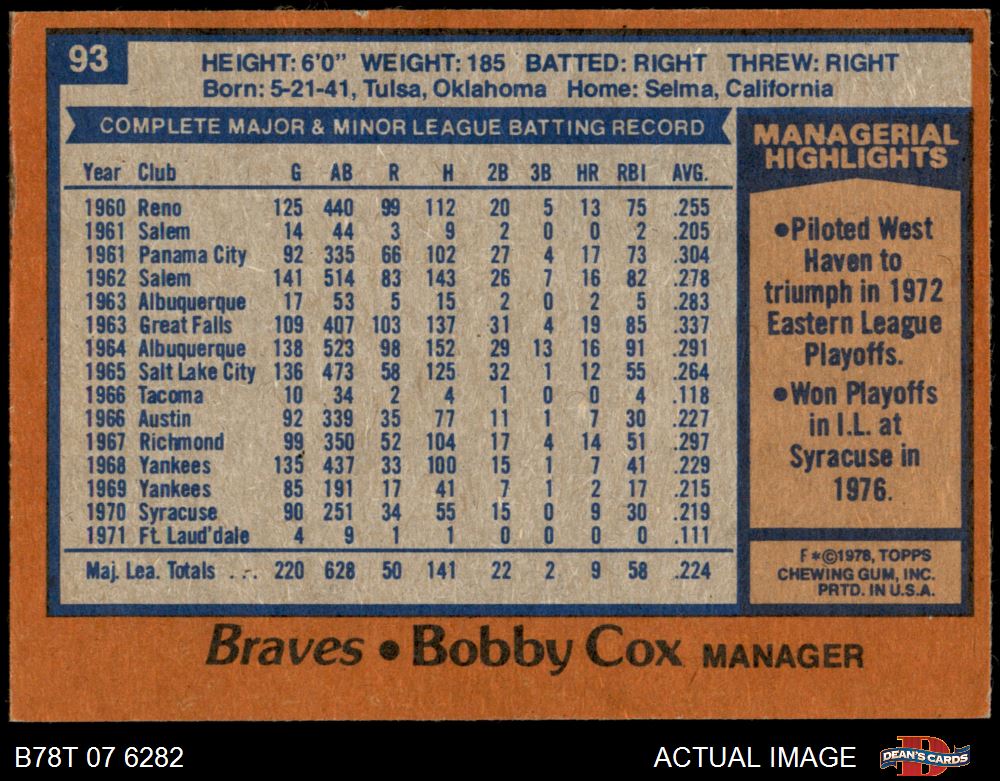 93
HEIGHT: 6'0" WEIGHT: 185 BATTED: RIGHT THREW: RIGHT
Born: 5-21-41, Tulsa, Oklahoma Home: Selma, California
COMPLETE MAJOR & MINOR LEAGUE BATTING RECORD
Year Club G AB R H 2B 3B HR RBI AVG.
1960 Reno 125 440 99 112 20 5 13 75 .255
1961 Salem 14 44 3 9 2 0 0 2 .205
1961 Panama City 92 335 66 102 27 4 17 73 .304
1962 Salem 141 514 83 143 26 7 16 82 .278
1963 Albuquerque 17 53 5 15 2 0 2 5 .283
1963 Great Falls 109 407 103 137 31 4 19 85 .337
1964 Albuquerque 138 523 98 152 29 13 16 91 .291
1965 Salt Lake City 136 473 58 125 32 1 12 55 .264
1966 Tacoma 10 34 2 4 1 0 0 4 .118
1966 Austin 92 339 35 77 11 1 7 30 .227
1967 Richmond 99 350 52 104 17 4 14 51 .297
1968 Yankees 135 437 33 100 15 1 7 41 .229
1969 Yankees 85 191 17 41 7 1 2 17 .215
1970 Syracuse 90 251 34 55 15 0 9 30 .219
1971 Ft. Laud'dale 4 9 1 1 0 0 0 0 .111
Maj. Lea. Totals ... 220 628 50 141 22 2 9 58 .224
MANAGERIAL
HIGHLIGHTS
●Piloted West
Haven to
triumph in 1972
Eastern League
Playoffs.
●Won Playoffs
in I.L. at
Syracuse in
1976.
F*©1978, TOPPS
CHEWING GUM, INC.
PRTD. IN U.S.A.
Braves ● Bobby Cox MANAGER
B78T 07 6282
ACTUAL IMAGE
D
DEAN'S CARDS